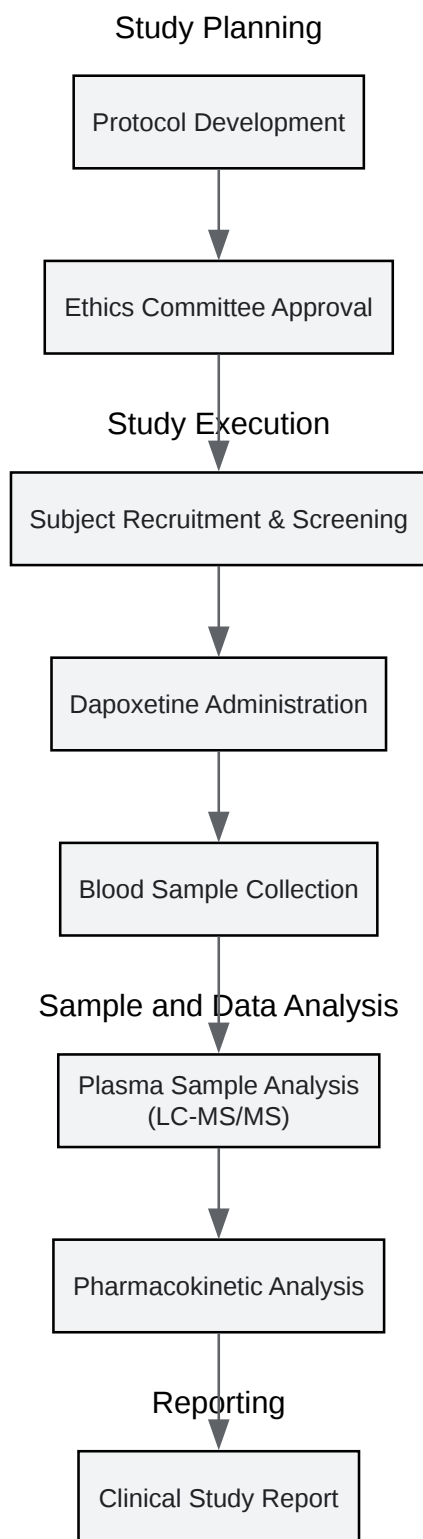 Study Planning
Protocol Development
Ethics Committee Approval
Study Execution
Subject Recruitment & Screening
Dapoxetine Administration
Blood Sample Collection
Sample and Data Analysis
Plasma Sample Analysis
(LC-MS/MS)
Pharmacokinetic Analysis
Reporting
Clinical Study Report